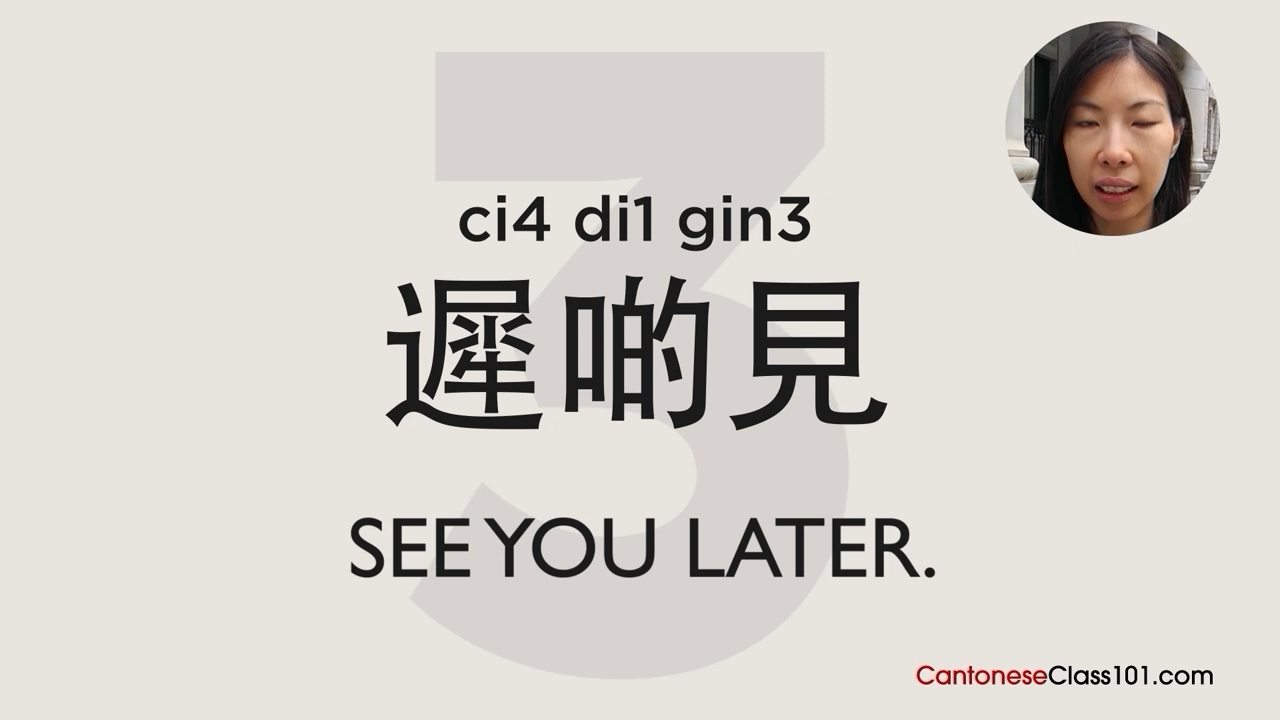 ci4 di1 gin3
遲啲見
SEE YOU LATER.
CantoneseClass101.com